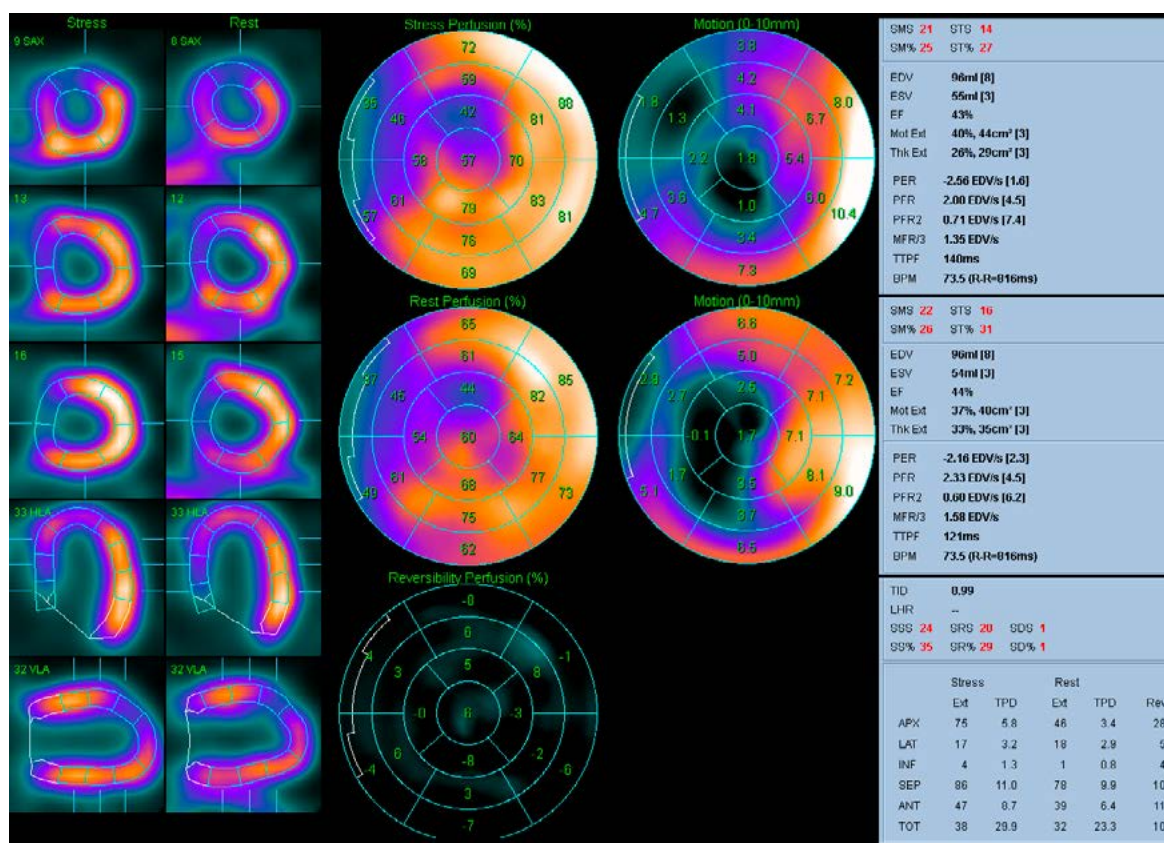 Stress Rest
9 SAX 8 SAX
13 12
16 15
33 HLA 33 HLA
32 VLA 32 VLA
Stress Perfusion (%)
72
59
35 88
46 42 81
58 57 70
61 79 83
57 81
76
69
Motion (0-10mm)
3.8
4.2
1.8 8.0
1.3 4.1 6.7
2.2 1.8 5.4
3.6 1.0 6.0
4.7 10.4
3.4
7.3
Rest Perfusion (%)
65
61
37 85
45 44 82
54 60 64
61 68 77
49 73
75
62
Motion (0-10mm)
6.6
5.0
2.9 7.2
2.7 2.5 7.1
-0.1 1.7 7.1
1.7 3.5 8.1
5.1 9.0
3.7
6.5
Reversibility Perfusion (%)
-0
6
4 -1
3 5 8
-0 6 -3
6 -8 -2
-4 -6
3
-7
SMS 21 STS 14
SM% 25 ST% 27
EDV 96ml [8]
ESV 55ml [3]
EF 43%
Mot Ext 40%, 44cm² [3]
Thk Ext 26%, 29cm² [3]
PER -2.56 EDV/s [1.6]
PFR 2.00 EDV/s [4.5]
PFR2 0.71 EDV/s [7.4]
MFR/3 1.35 EDV/s
TTPF 140ms
BPM 73.5 (R-R=816ms)
SMS 22 STS 16
SM% 26 ST% 31
EDV 96ml [8]
ESV 54ml [3]
EF 44%
Mot Ext 37%, 40cm² [3]
Thk Ext 33%, 35cm² [3]
PER -2.16 EDV/s [2.3]
PFR 2.33 EDV/s [4.5]
PFR2 0.60 EDV/s [6.2]
MFR/3 1.58 EDV/s
TTPF 121ms
BPM 73.5 (R-R=816ms)
TID 0.99
LHR --
SSS 24 SRS 20 SDS 1
SS% 35 SR% 29 SD% 1
Stress Rest
Ext TPD Ext TPD Rev
APX 75 5.8 46 3.4 28
LAT 17 3.2 18 2.9 5
INF 4 1.3 1 0.8 4
SEP 86 11.0 78 9.9 10
ANT 47 8.7 39 6.4 11
TOT 38 29.9 32 23.3 10